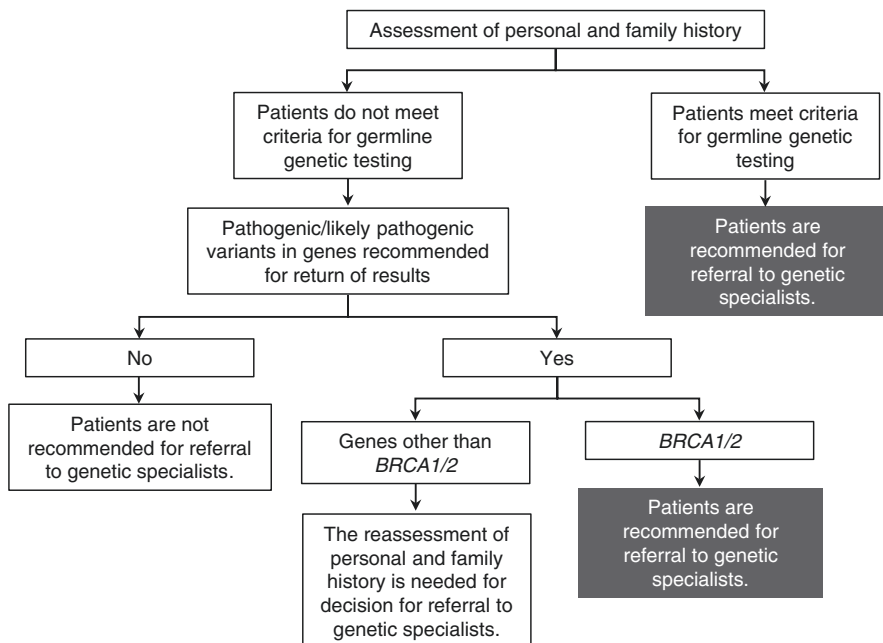 Assessment of personal and family history
Patients do not meet
criteria for germline
genetic testing
Patients meet criteria
for germline genetic
testing
Patients are
recommended for
referral to genetic
specialists.
Pathogenic/likely pathogenic
variants in genes recommended
for return of results
No
Yes
Patients are not
recommended for referral
to genetic specialists.
Genes other than
BRCA1/2
BRCA1/2
The reassessment of
personal and family
history is needed for
decision for referral to
genetic specialists.
Patients are
recommended for
referral to genetic
specialists.